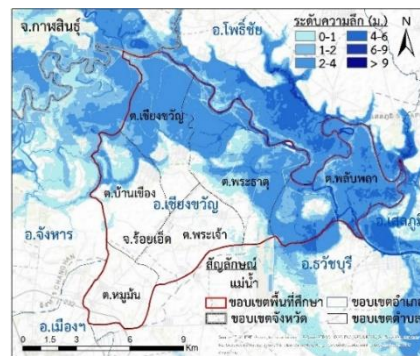 จ.กาฬสินธุ์
อ.โพธิ์ชัย
ระดับความลึก (ม.)
0-1
1-2
2-4
4-6
6-9
> 9
N
ต.เชียงขวัญ
ต.พลับพลา
ต.พระธาตุ
ต.บ้านเขือง
อ.เชียงขวัญ
อ.เสลภูมิ
อ.จังหาร
จ.ร้อยเอ็ด
ต.พระเจ้า
อ.ธวัชบุรี
ต.หมูม้น
อ.เมืองฯ
สัญลักษณ์
แม่น้ำ
ขอบเขตพื้นที่ศึกษา
ขอบเขตอำเภอ
ขอบเขตจังหวัด
ขอบเขตตำบล
0
3
6
9
Km